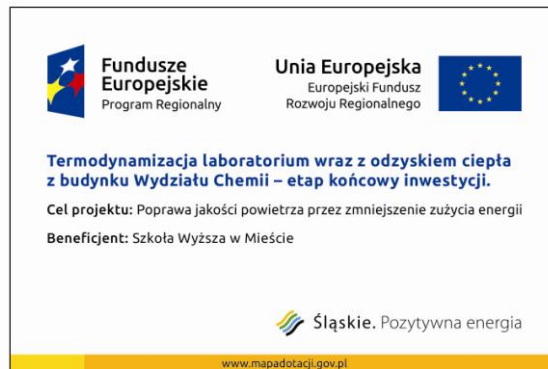 Fundusze
Europejskie
Program Regionalny
Unia Europejska
Europejski Fundusz
Rozwoju Regionalnego
Termodynamizacja laboratorium wraz z odzyskiem ciepła
z budynku Wydziału Chemii – etap końcowy inwestycji.
Cel projektu: Poprawa jakości powietrza przez zmniejszenie zużycia energii
Beneficjent: Szkoła Wyższa w Mieście
Śląskie. Pozytywna energia
www.mapadotacji.gov.pl